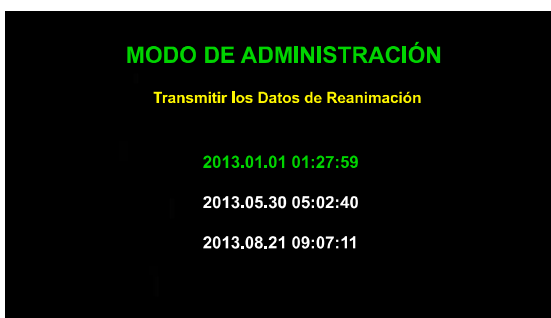 MODO DE ADMINISTRACIÓN
Transmitir los Datos de Reanimación
2013.01.01 01:27:59
2013.05.30 05:02:40
2013.08.21 09:07:11